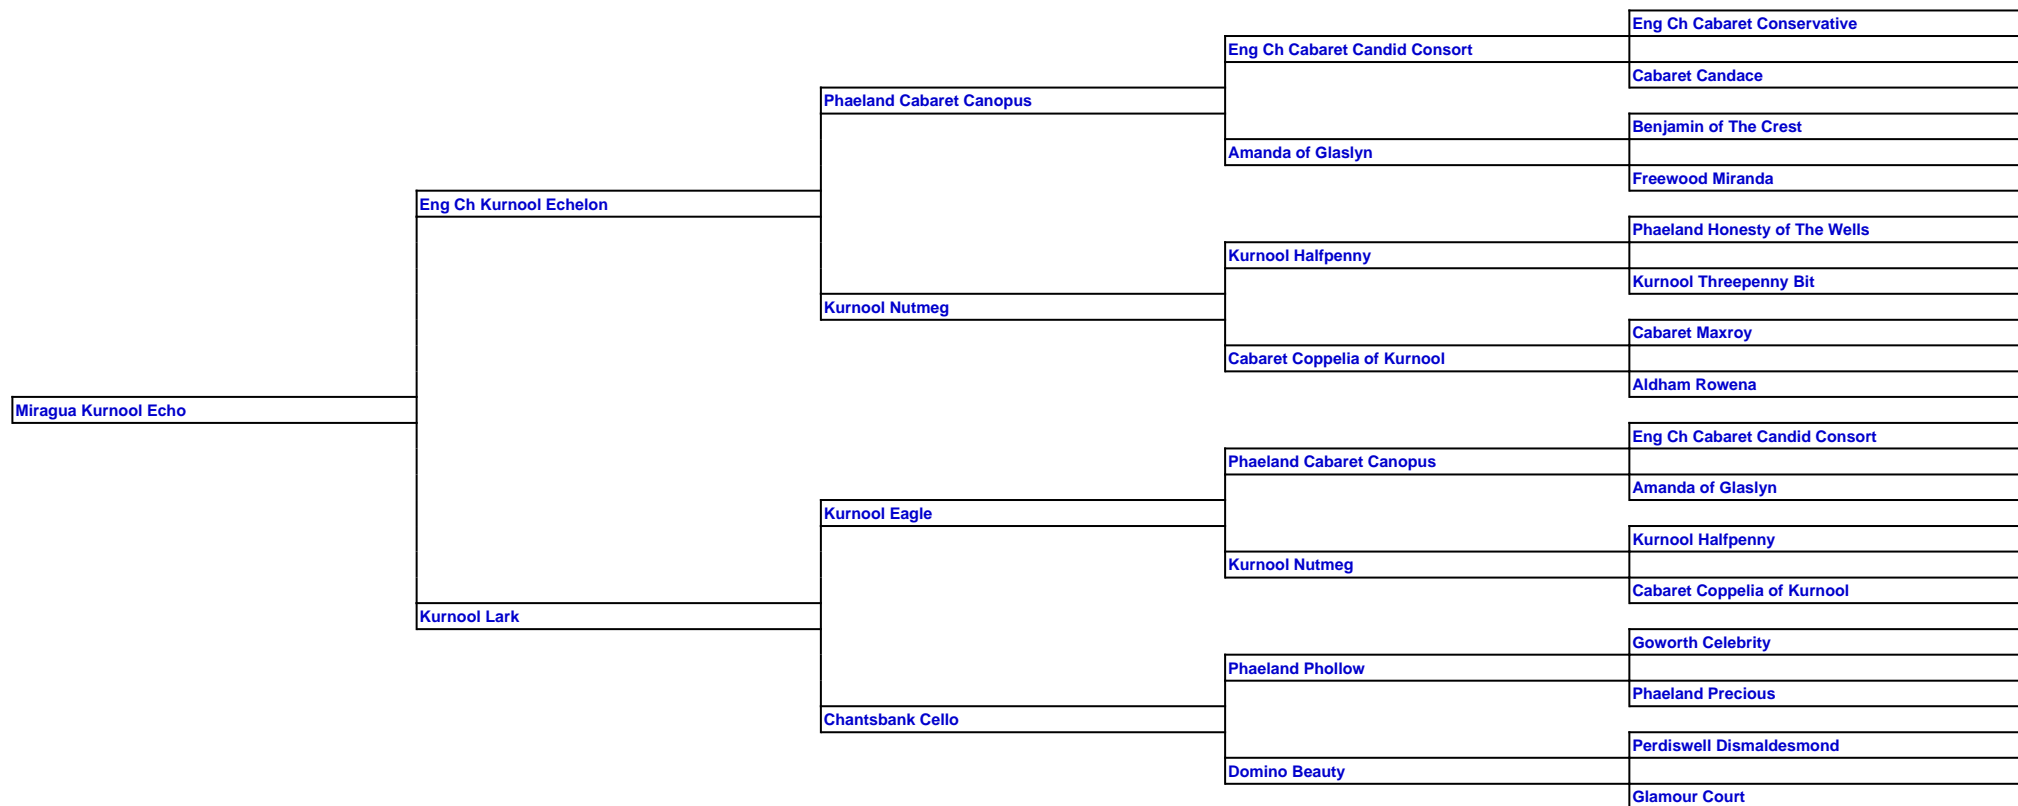 Eng Ch Cabaret Conservative
Eng Ch Cabaret Candid Consort
Cabaret Candace
Phaeland Cabaret Canopus
Benjamin of The Crest
Amanda of Glaslyn
Freewood Miranda
Eng Ch Kurnool Echelon
Phaeland Honesty of The Wells
Kurnool Halfpenny
Kurnool Threepenny Bit
Kurnool Nutmeg
Cabaret Maxroy
Cabaret Coppelia of Kurnool
Aldham Rowena
Miragua Kurnool Echo
Eng Ch Cabaret Candid Consort
Phaeland Cabaret Canopus
Amanda of Glaslyn
Kurnool Eagle
Kurnool Halfpenny
Kurnool Nutmeg
Cabaret Coppelia of Kurnool
Kurnool Lark
Goworth Celebrity
Phaeland Phollow
Phaeland Precious
Chantsbank Cello
Perdiswell Dismaldesmond
Domino Beauty
Glamour Court